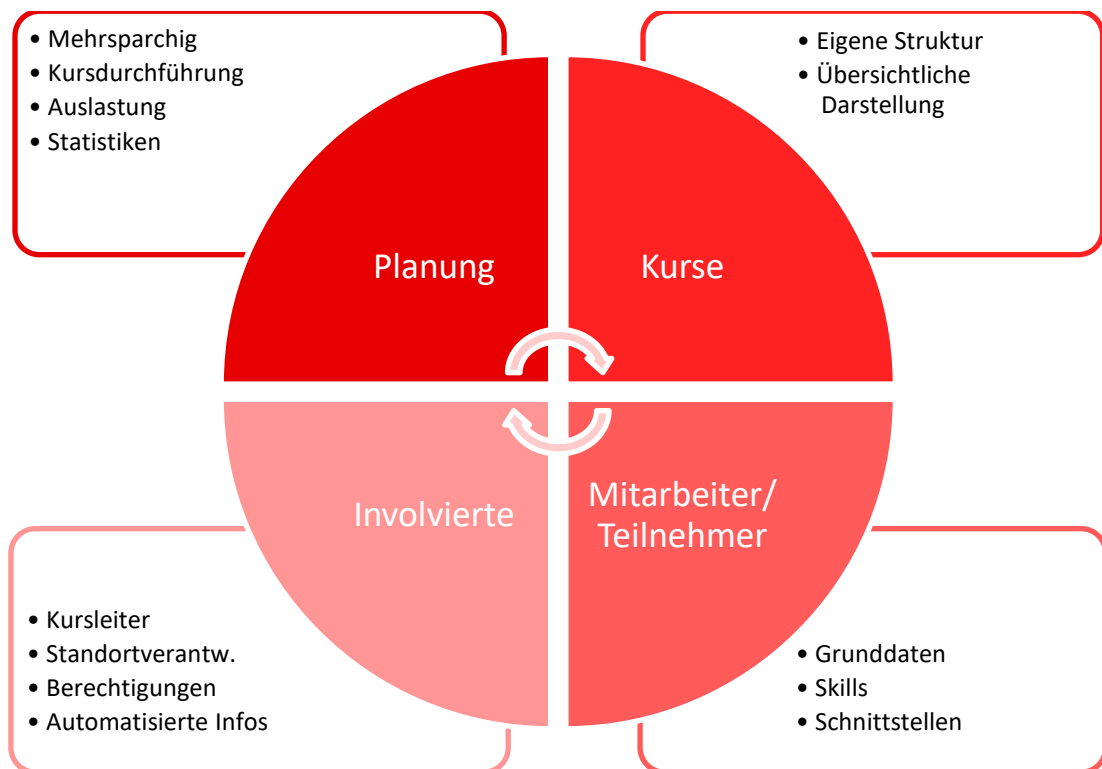 • Mehrsparchig
• Kursdurchführung
• Auslastung
• Statistiken
• Eigene Struktur
• Übersichtliche
Darstellung
Planung
Kurse
Involvierte
Mitarbeiter/
Teilnehmer
• Kursleiter
• Standortverantw.
• Berechtigungen
• Automatisierte Infos
• Grunddaten
• Skills
• Schnittstellen